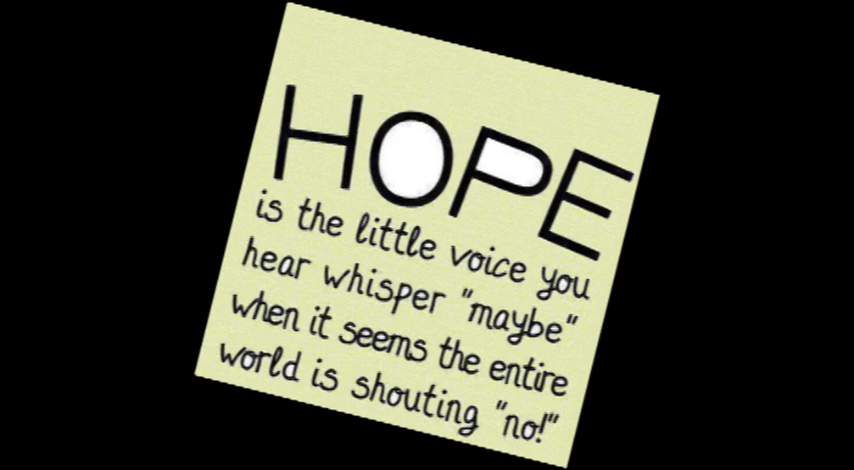 HOPE
is the little voice you
hear whisper "maybe"
when it seems the entire
world is shouting "no!"